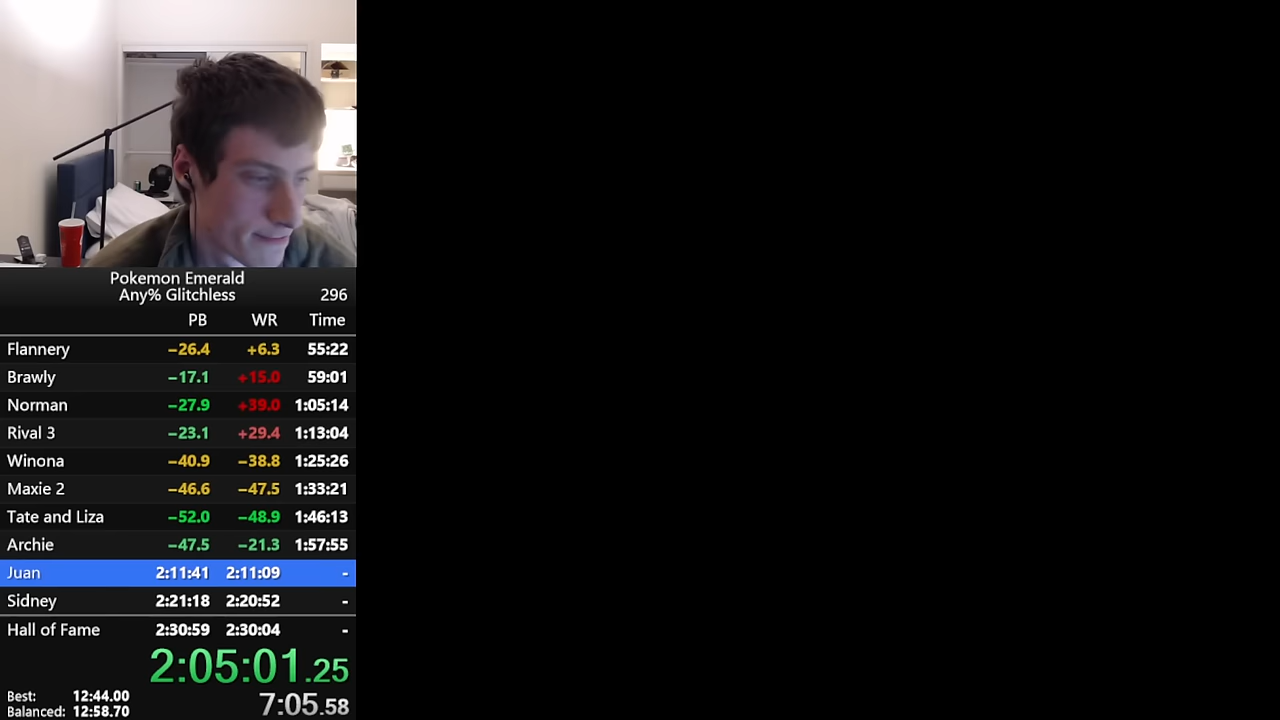 Pokemon Emerald
Any% Glitchless 296
PB WR Time
Flannery −26.4 +6.3 55:22
Brawly −17.1 +15.0 59:01
Norman −27.9 +39.0 1:05:14
Rival 3 −23.1 +29.4 1:13:04
Winona −40.9 −38.8 1:25:26
Maxie 2 −46.6 −47.5 1:33:21
Tate and Liza −52.0 −48.9 1:46:13
Archie −47.5 −21.3 1:57:55
Juan 2:11:41 2:11:09 -
Sidney 2:21:18 2:20:52 -
Hall of Fame 2:30:59 2:30:04 -
2:05:01.25
Best: 12:44.00
Balanced: 12:58.70
7:05.58